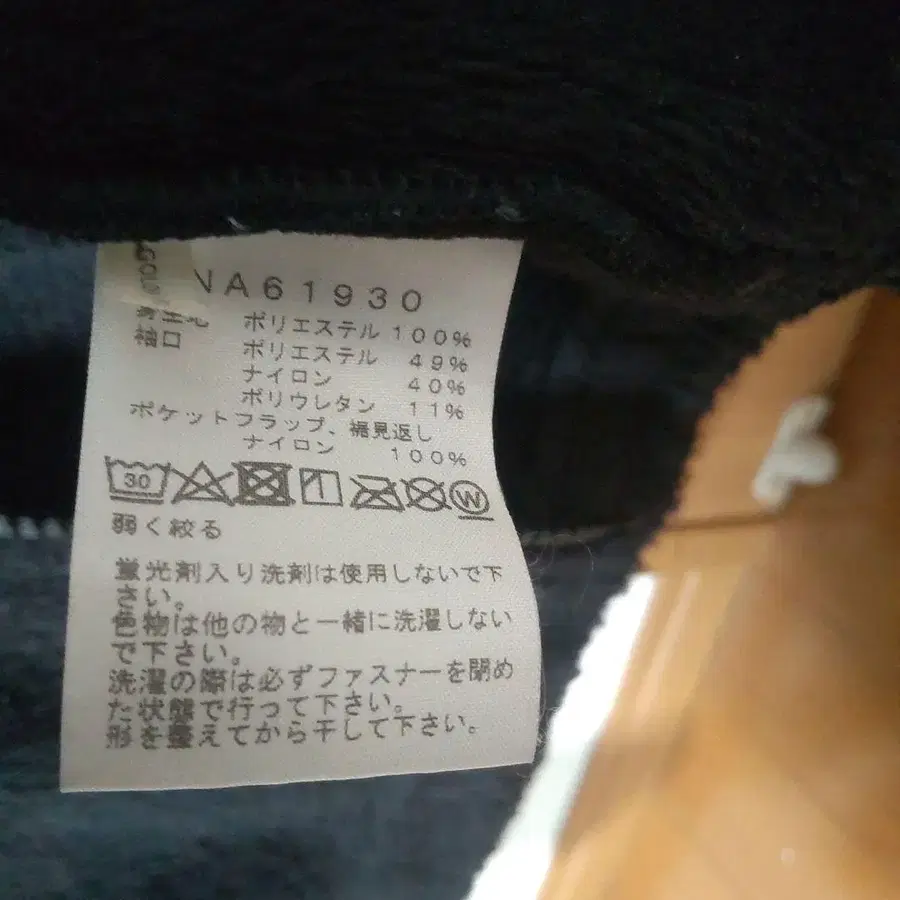 NA61930
ポリエステル 100%
袖口 ポリエステル 49%
ナイロン 40%
ポリウレタン 11%
ポケットフラップ、裾見返し
ナイロン 100%
30 W
弱く絞る
蛍光剤入り洗剤は使用しないで下
さい。
色物は他の物と一緒に洗濯しない
で下さい。
洗濯の際は必ずファスナーを閉め
た状態で行って下さい。
形を整えてから干して下さい。